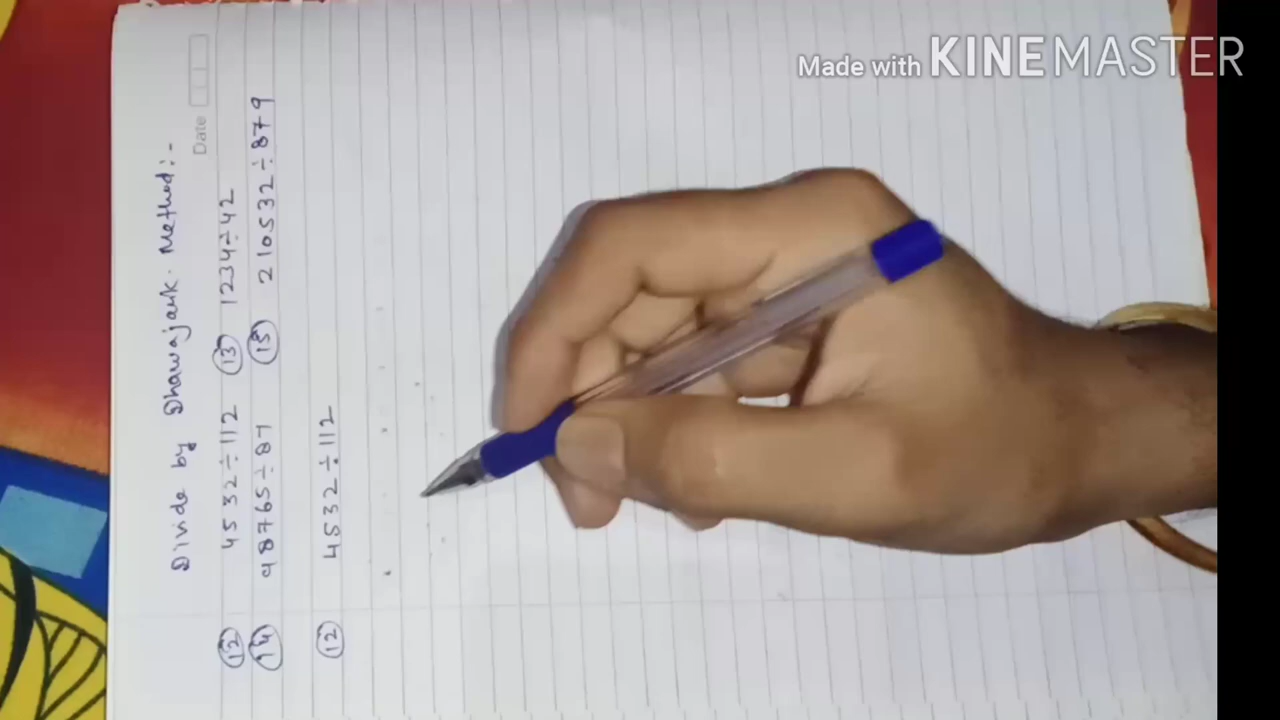 Made with KINEMASTER
Date
Divide by Dhawajank Method:-
(12) 4532÷112 (13) 1234÷42
(14) 98765÷87 (15) 210532÷879
(12) 4532÷112